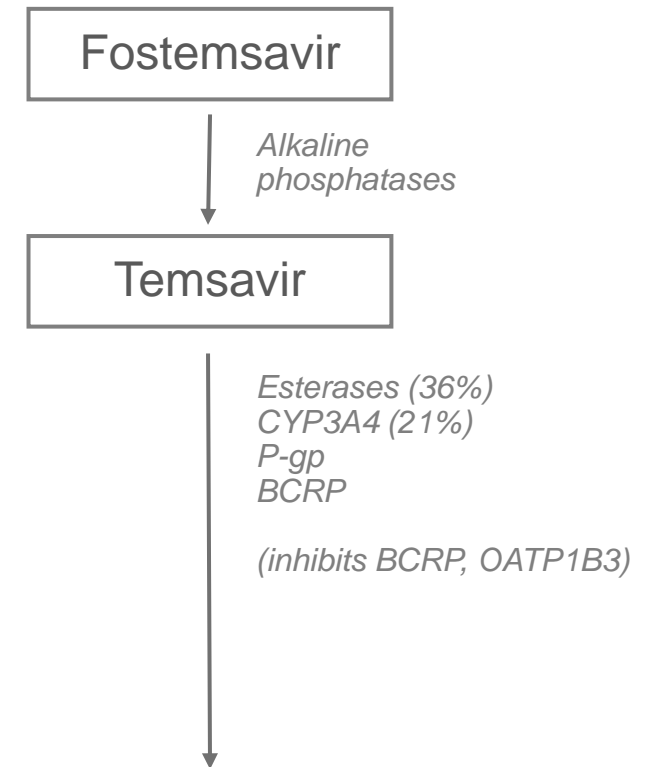 Fostemsavir
Alkaline
phosphatases
Temsavir
Esterases (36%)
CYP3A4 (21%)
P-gp
BCRP
(inhibits BCRP, OATP1B3)